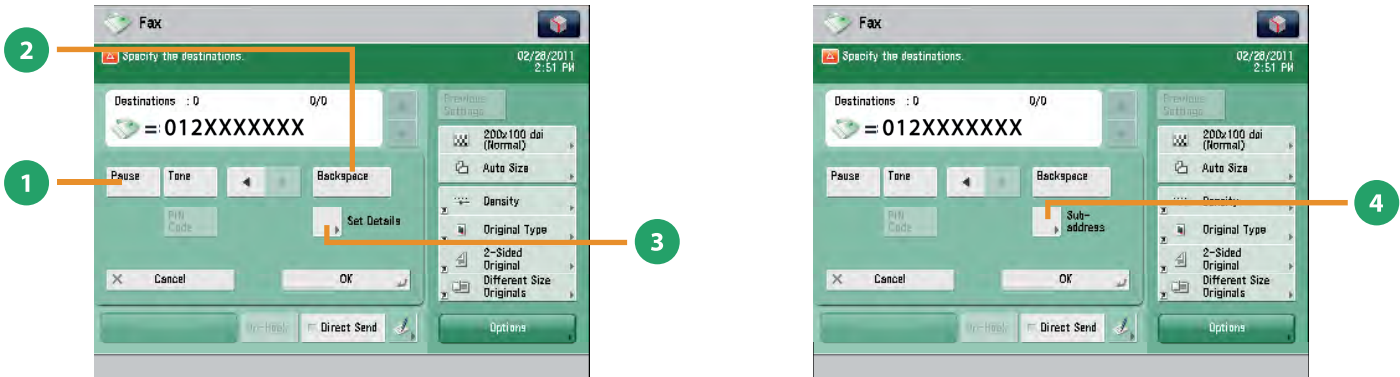 Fax
Specify the destinations.
02/28/2011
2:51 PM
Destinations : 0
0/0
=:012XXXXXXX
Previous
Settings
200x100 dpi
(Normal)
Auto Size
Pause
Tone
Backspace
Density
PIN
Code
Set Details
Original Type
2-Sided
Original
Cancel
OK
Different Size
Originals
On-Hook
Direct Send
Options
1
2
3
Fax
Specify the destinations.
02/28/2011
2:51 PM
Destinations : 0
0/0
=:012XXXXXXX
Previous
Settings
200x100 dpi
(Normal)
Auto Size
Pause
Tone
Backspace
Density
PIN
Code
Sub-
address
Original Type
2-Sided
Original
Cancel
OK
Different Size
Originals
On-Hook
Direct Send
Options
4